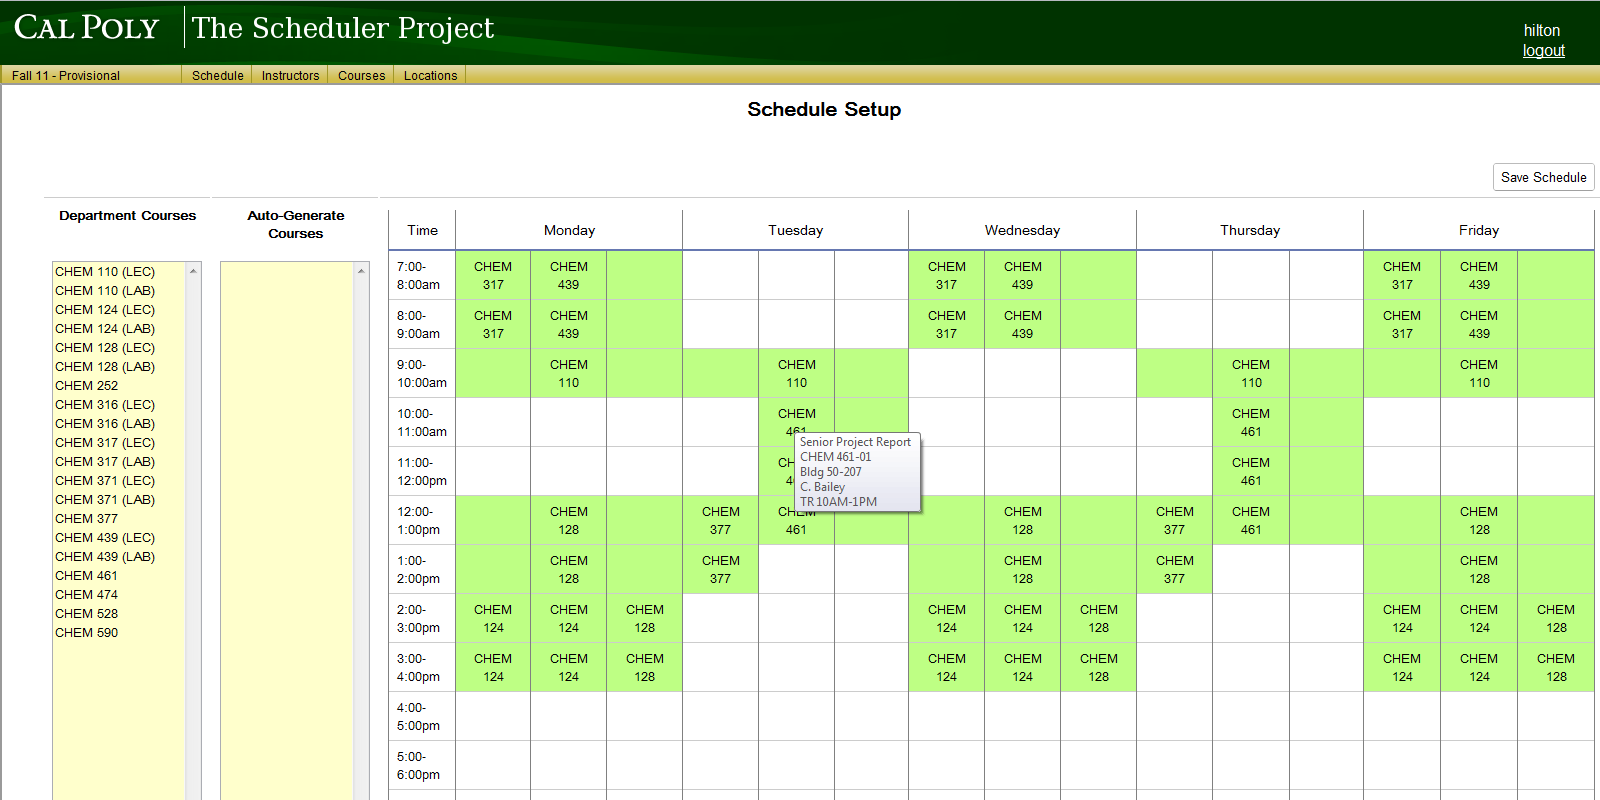 CAL POLY
The Scheduler Project
hilton
logout
Fall 11 - Provisional
Schedule
Instructors
Courses
Locations
Schedule Setup
Save Schedule
Department Courses
CHEM 110 (LEC)
CHEM 110 (LAB)
CHEM 124 (LEC)
CHEM 124 (LAB)
CHEM 128 (LEC)
CHEM 128 (LAB)
CHEM 252
CHEM 316 (LEC)
CHEM 316 (LAB)
CHEM 317 (LEC)
CHEM 317 (LAB)
CHEM 371 (LEC)
CHEM 371 (LAB)
CHEM 377
CHEM 439 (LEC)
CHEM 439 (LAB)
CHEM 461
CHEM 474
CHEM 528
CHEM 590
Auto-Generate
Courses
Time Monday Tuesday Wednesday Thursday Friday
7:00- CHEM CHEM CHEM CHEM CHEM CHEM
8:00am 317 439 317 439 317 439
8:00- CHEM CHEM CHEM CHEM CHEM CHEM
9:00am 317 439 317 439 317 439
9:00- CHEM CHEM CHEM CHEM
10:00am 110 110 110 110
10:00- CHEM CHEM
11:00am 461 461
11:00- CHEM
12:00pm 461
12:00- CHEM CHEM CHEM CHEM CHEM CHEM
1:00pm 128 377 461 128 377 461 128
1:00- CHEM CHEM CHEM CHEM CHEM
2:00pm 128 377 128 377 128
2:00- CHEM CHEM CHEM CHEM CHEM CHEM CHEM CHEM CHEM
3:00pm 124 124 128 124 124 128 124 124 128
3:00- CHEM CHEM CHEM CHEM CHEM CHEM CHEM CHEM CHEM
4:00pm 124 124 128 124 124 128 124 124 128
4:00-
5:00pm
5:00-
6:00pm
Senior Project Report
CHEM 461-01
Bldg 50-207
C. Bailey
TR 10AM-1PM